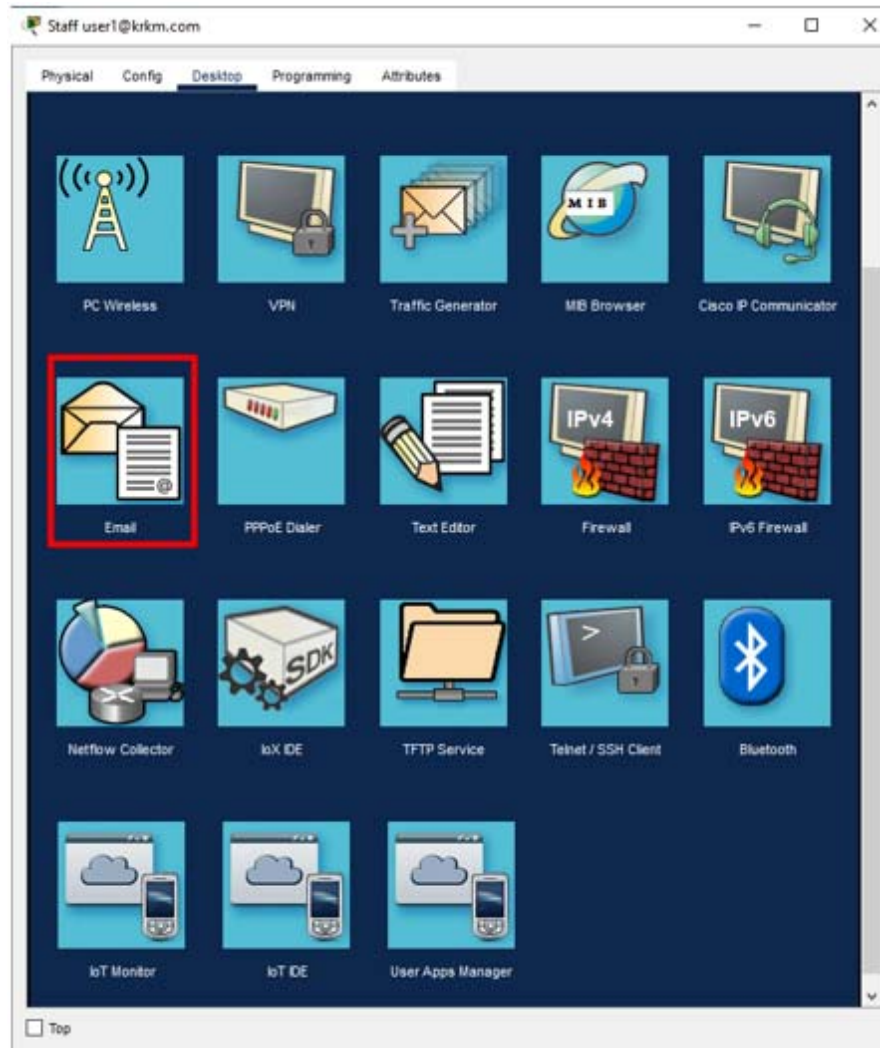 Staff user1@krkm.com
Physical Config Desktop Programming Attributes
PC Wireless
VPN
Traffic Generator
MIB
MIB Browser
Cisco IP Communicator
Email
PPPoE Dialer
Text Editor
IPv4
Firewall
IPv6
IPv6 Firewall
Netflow Collector
SDK
IoX IDE
TFTP Service
>
Telnet / SSH Client
Bluetooth
IoT Monitor
IoT IDE
User Apps Manager
Top